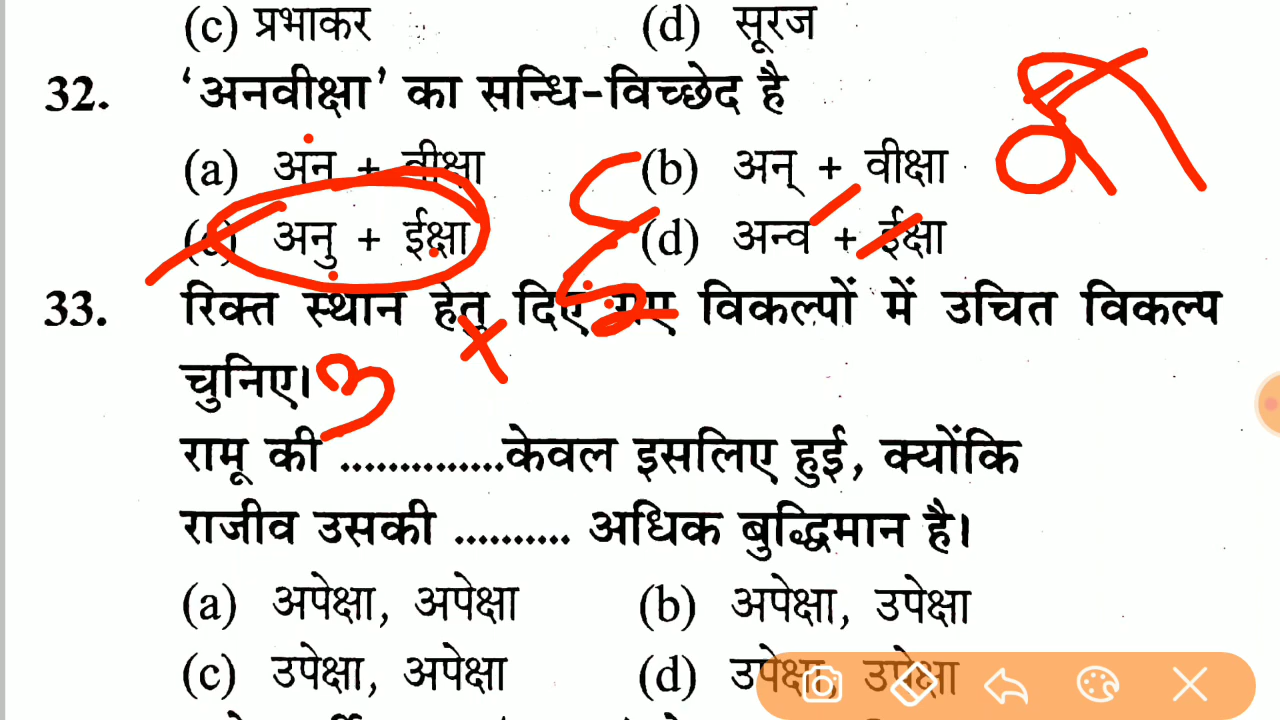 (c) प्रभाकर (d) सूरज
32. 'अनवीक्षा' का सन्धि-विच्छेद है
(a) अंन + वीक्षा (b) अन् + वीक्षा
(c) अनु + ईक्षा (d) अन्व + ईक्षा
33. रिक्त स्थान हेतु दिए गए विकल्पों में उचित विकल्प
चुनिए।
रामू की ..............केवल इसलिए हुई, क्योंकि
राजीव उसकी .......... अधिक बुद्धिमान है।
(a) अपेक्षा, अपेक्षा (b) अपेक्षा, उपेक्षा
(c) उपेक्षा, अपेक्षा (d) उपेक्षा, उपेक्षा